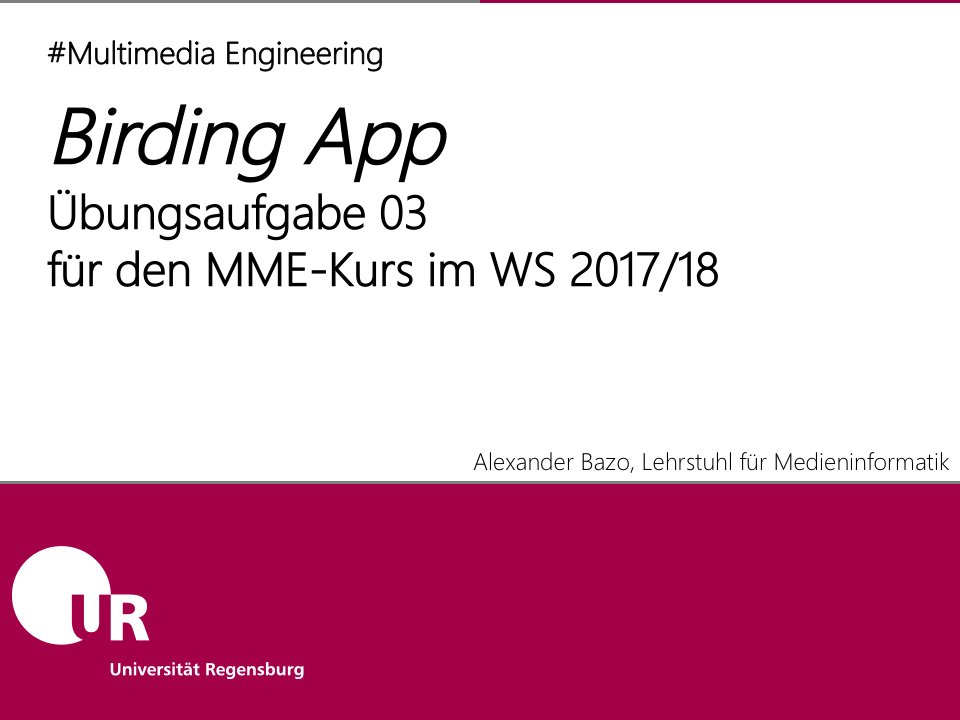 #Multimedia Engineering
Birding App
Übungsaufgabe 03
für den MME-Kurs im WS 2017/18
Alexander Bazo, Lehrstuhl für Medieninformatik
UR
Universität Regensburg